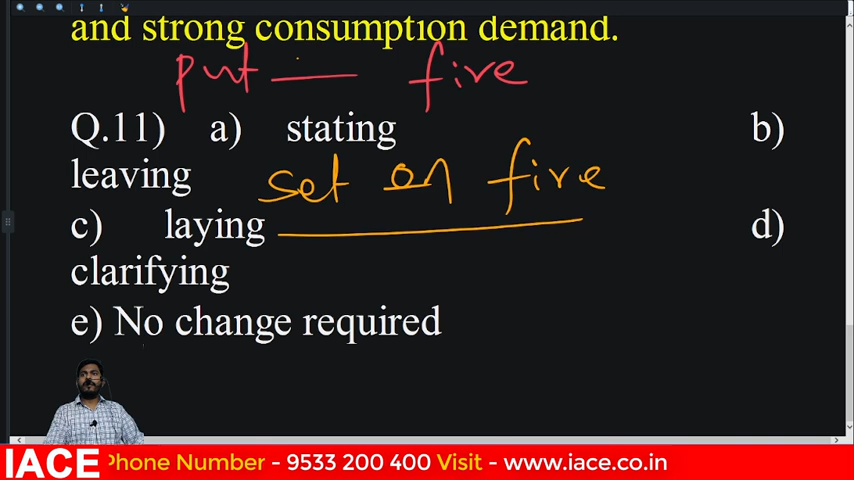 and strong consumption demand.
put fire
Q.11) a) stating b)
leaving
set on fire
c) laying d)
clarifying
e) No change required
IACE Phone Number - 9533 200 400 Visit - www.iace.co.in